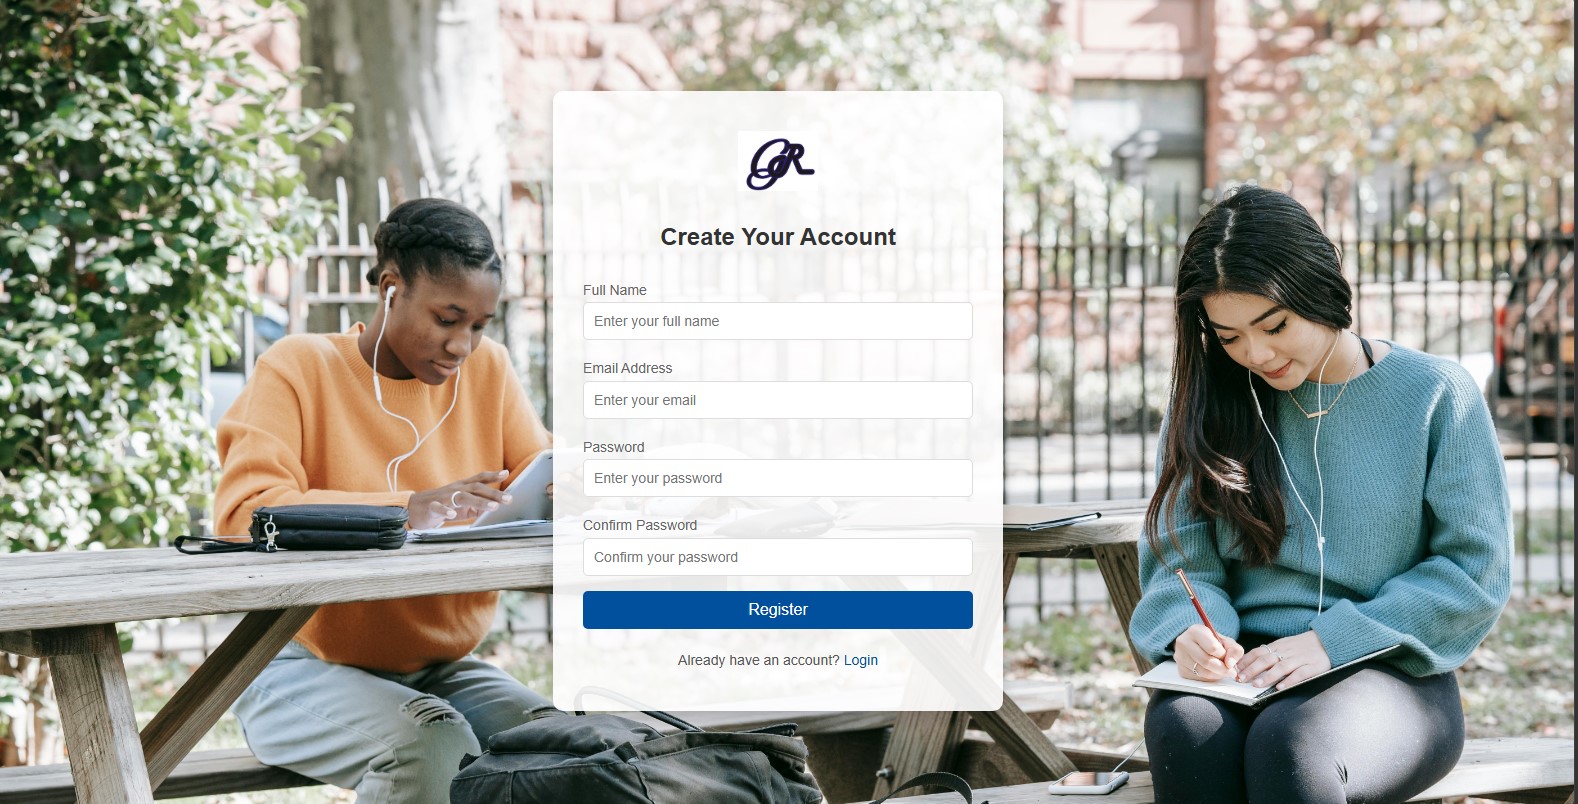 GR
Create Your Account
Full Name
Enter your full name
Email Address
Enter your email
Password
Enter your password
Confirm Password
Confirm your password
Register
Already have an account? Login